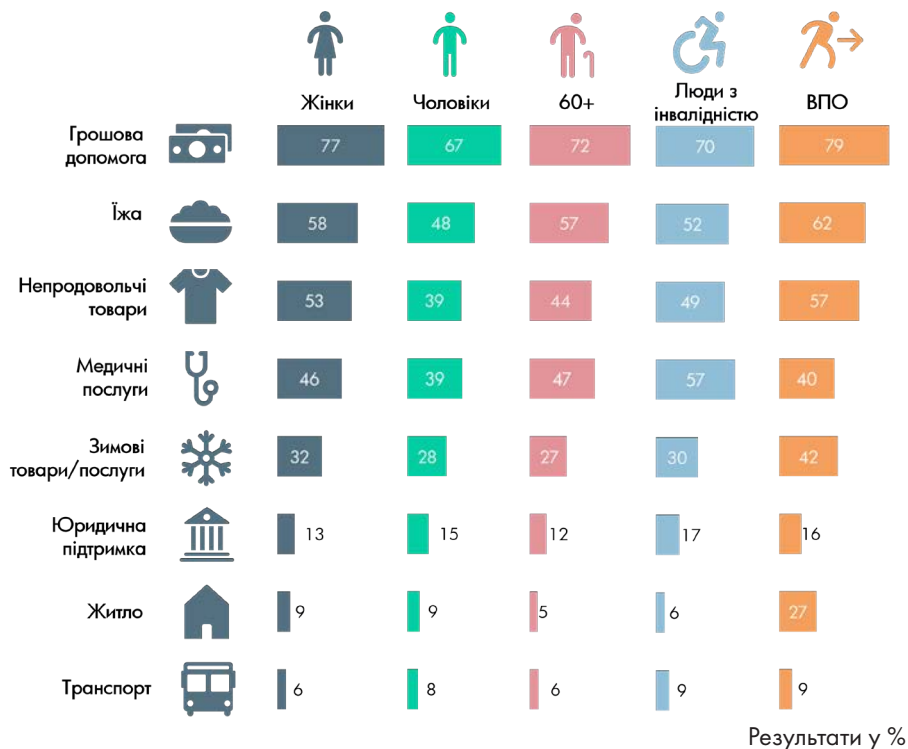 Жінки
Чоловіки
60+
Люди з
інвалідністю
ВПО
Грошова
допомога
77
67
72
70
79
Їжа
58
48
57
52
62
Непродовольчі
товари
53
39
44
49
57
Медичні
послуги
46
39
47
57
40
Зимові
товари/послуги
32
28
27
30
42
Юридична
підтримка
13
15
12
17
16
Житло
9
9
5
6
27
Транспорт
6
8
6
9
9
Результати у %